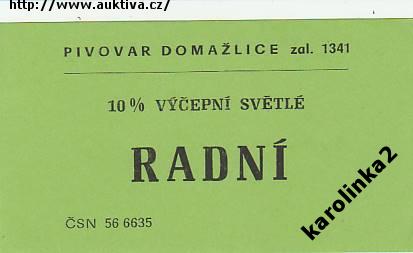 http://www.auktiva.cz/
PIVOVAR DOMAŽLICE zal. 1341
10% VÝČEPNÍ SVĚTLÉ
RADNÍ
ČSN 56 6635
karolinka2